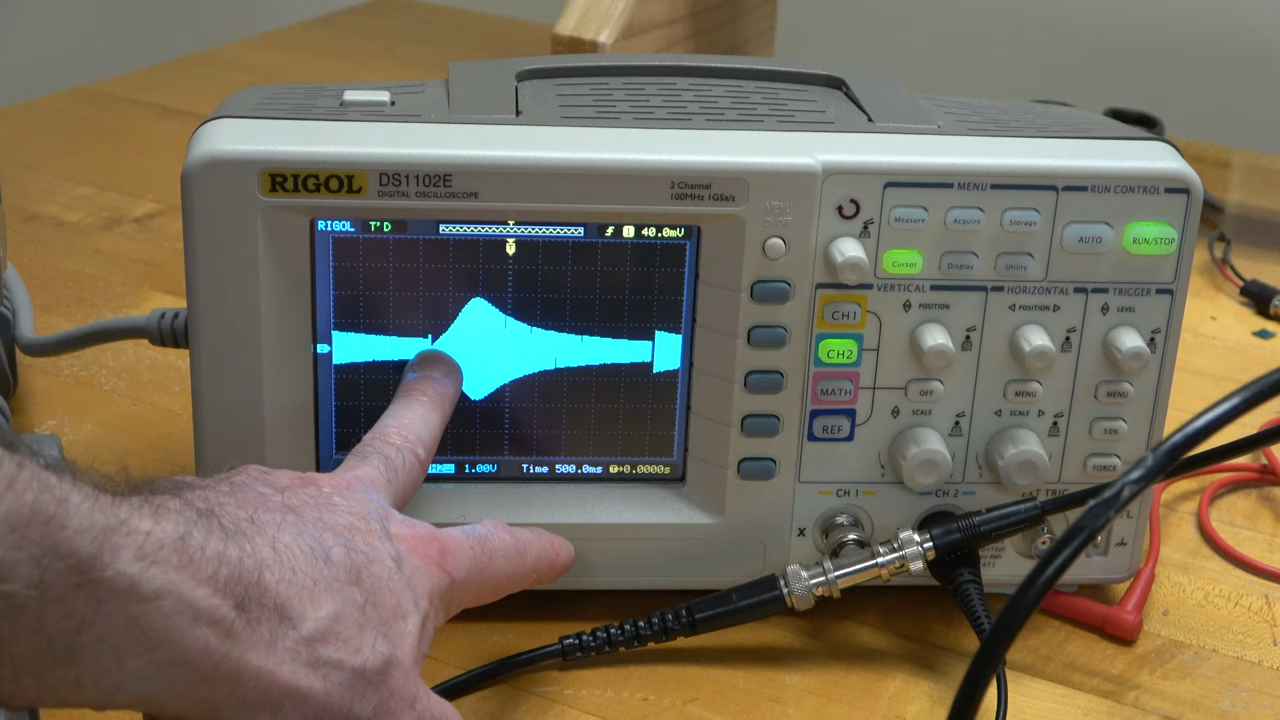 RIGOL DS1102E
DIGITAL OSCILLOSCOPE
2 Channel
100MHz 1GSa/s
MENU
RUN CONTROL
Measure
Acquire
Storage
AUTO
RUN/STOP
Cursor
Display
Utility
RIGOL T'D
40.0mV
VERTICAL
HORIZONTAL
TRIGGER
POSITION
POSITION
LEVEL
CH1
CH2
MATH
OFF
MENU
MENU
REF
SCALE
SCALE
50%
FORCE
1.00V Time 500.0ms 0.0000s
CH 1
CH 2
EXT TRIG
X